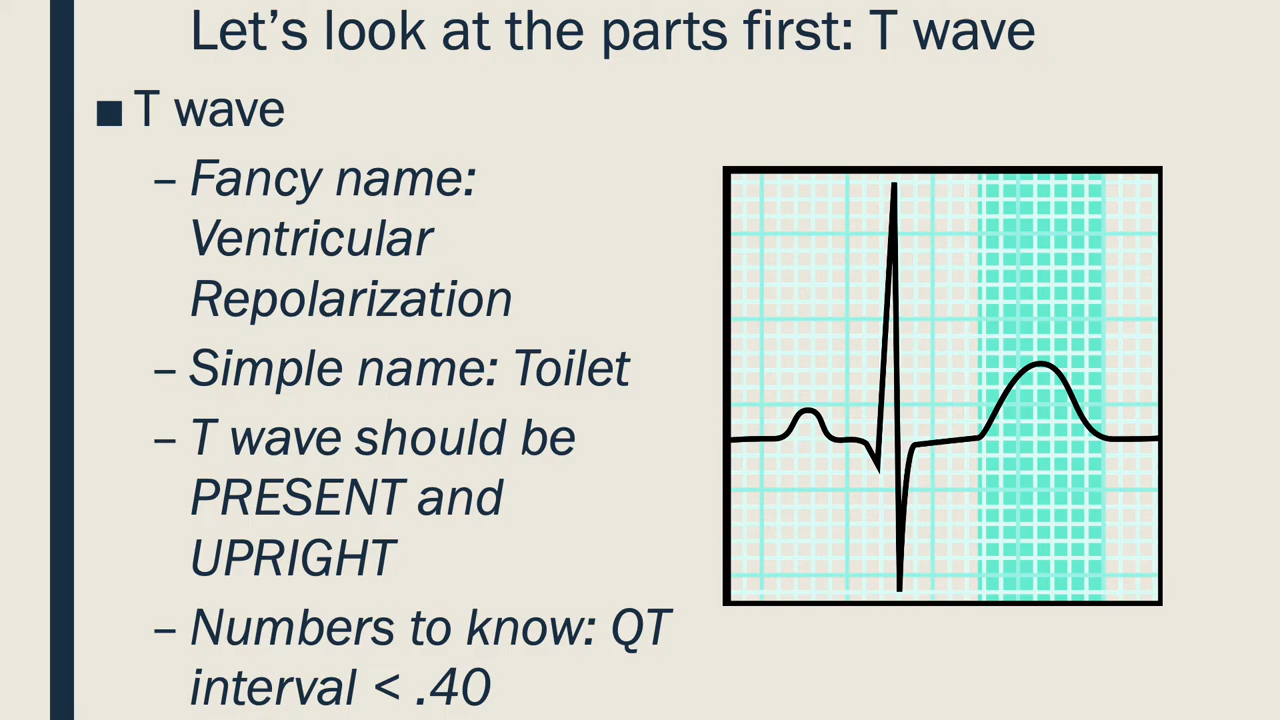 Let’s look at the parts first: T wave
■ T wave
– Fancy name:
Ventricular
Repolarization
– Simple name: Toilet
– T wave should be
PRESENT and
UPRIGHT
– Numbers to know: QT
interval < .40